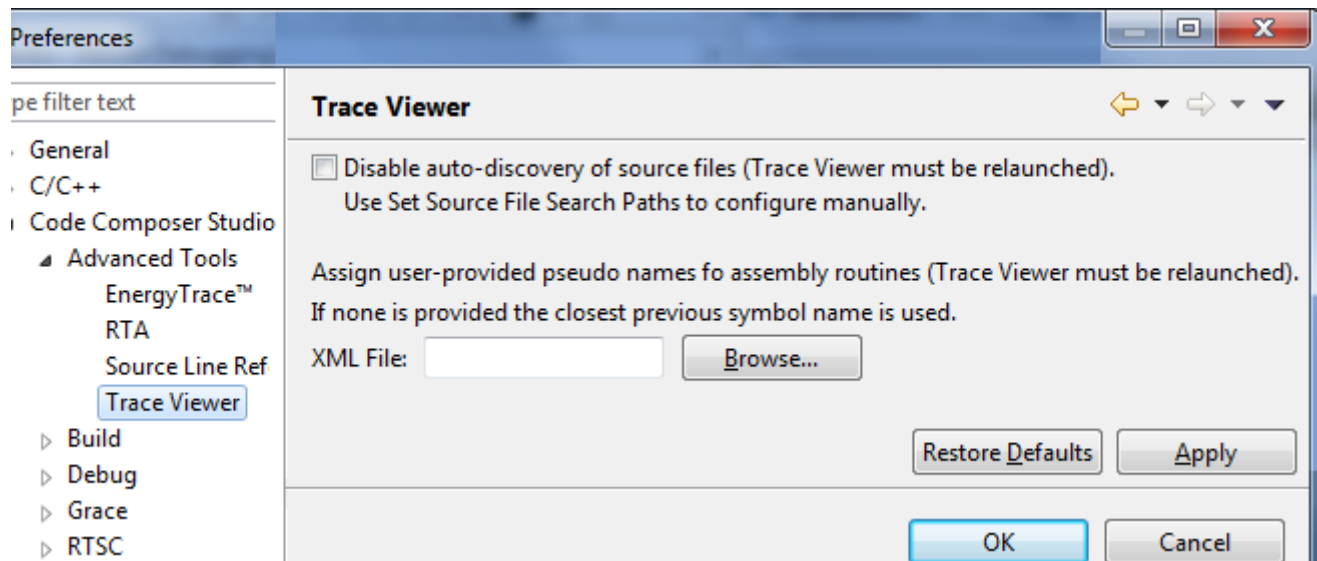 Preferences
pe filter text
General
C/C++
Code Composer Studio
Advanced Tools
EnergyTrace™
RTA
Source Line Ref
Trace Viewer
Build
Debug
Grace
RTSC
Trace Viewer
Disable auto-discovery of source files (Trace Viewer must be relaunched).
Use Set Source File Search Paths to configure manually.
Assign user-provided pseudo names fo assembly routines (Trace Viewer must be relaunched).
If none is provided the closest previous symbol name is used.
XML File: Browse...
Restore Defaults Apply
OK Cancel